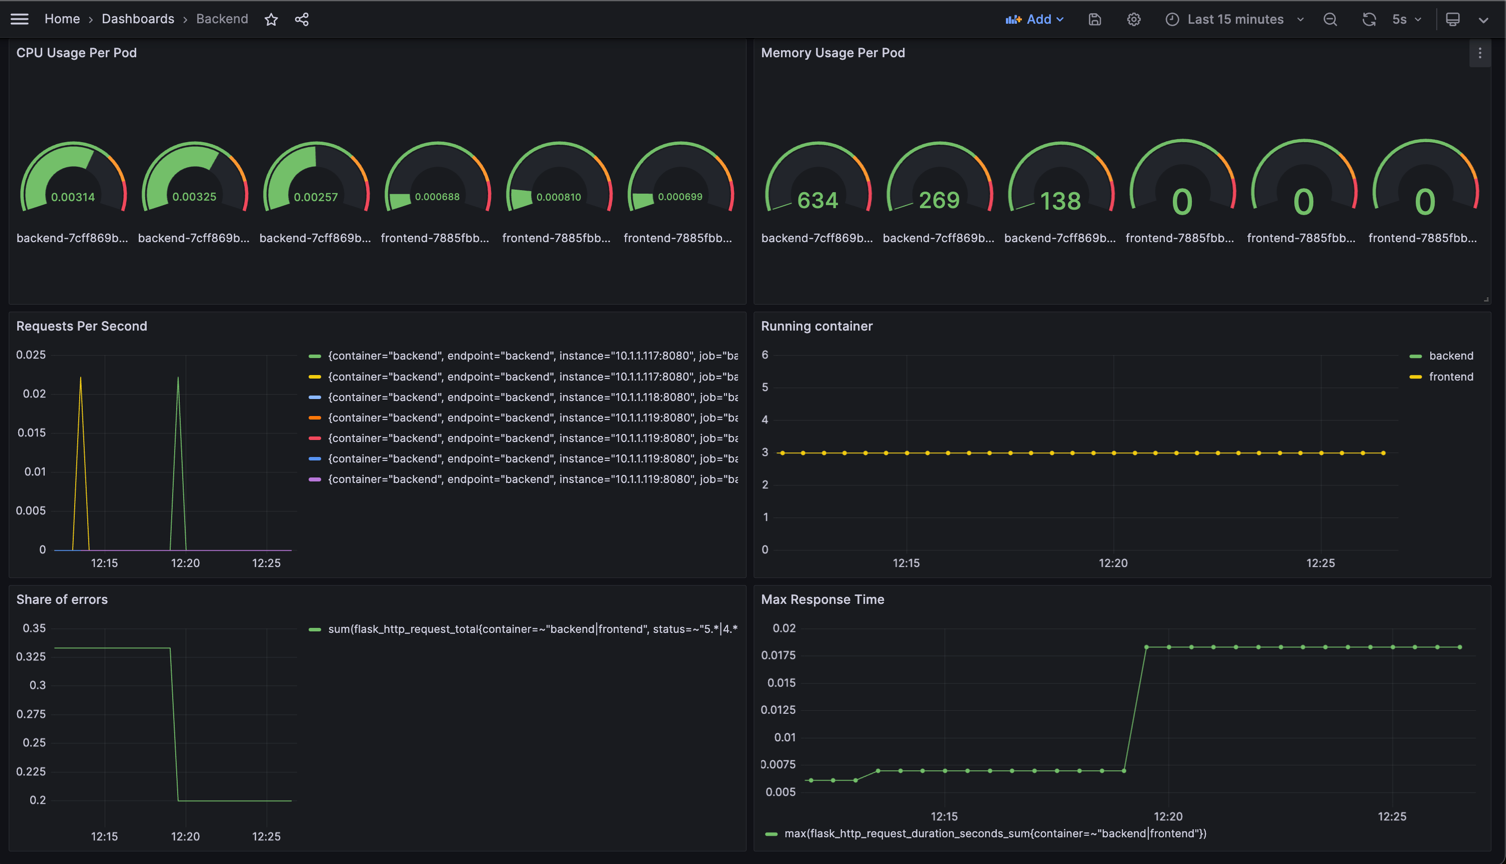 Home › Dashboards › Backend
Add
Last 15 minutes
5s
CPU Usage Per Pod
0.00314
0.00325
0.00257
0.000688
0.000810
0.000699
backend-7cff869b...
backend-7cff869b...
backend-7cff869b...
frontend-7885fbb...
frontend-7885fbb...
frontend-7885fbb...
Memory Usage Per Pod
634
269
138
0
0
0
backend-7cff869b...
backend-7cff869b...
backend-7cff869b...
frontend-7885fbb...
frontend-7885fbb...
frontend-7885fbb...
Requests Per Second
0.025
0.02
0.015
0.01
0.005
0
12:15
12:20
12:25
{container="backend", endpoint="backend", instance="10.1.1.117:8080", job="ba
{container="backend", endpoint="backend", instance="10.1.1.117:8080", job="ba
{container="backend", endpoint="backend", instance="10.1.1.118:8080", job="ba
{container="backend", endpoint="backend", instance="10.1.1.119:8080", job="ba
{container="backend", endpoint="backend", instance="10.1.1.119:8080", job="ba
{container="backend", endpoint="backend", instance="10.1.1.119:8080", job="ba
{container="backend", endpoint="backend", instance="10.1.1.119:8080", job="ba
Running container
6
5
4
3
2
1
0
12:15
12:20
12:25
backend
frontend
Share of errors
0.35
0.325
0.3
0.275
0.25
0.225
0.2
12:15
12:20
12:25
sum(flask_http_request_total{container=~"backend|frontend", status=~"5.*|4.*
Max Response Time
0.02
0.0175
0.015
0.0125
0.01
0.0075
0.005
12:15
12:20
12:25
max(flask_http_request_duration_seconds_sum{container=~"backend|frontend"})